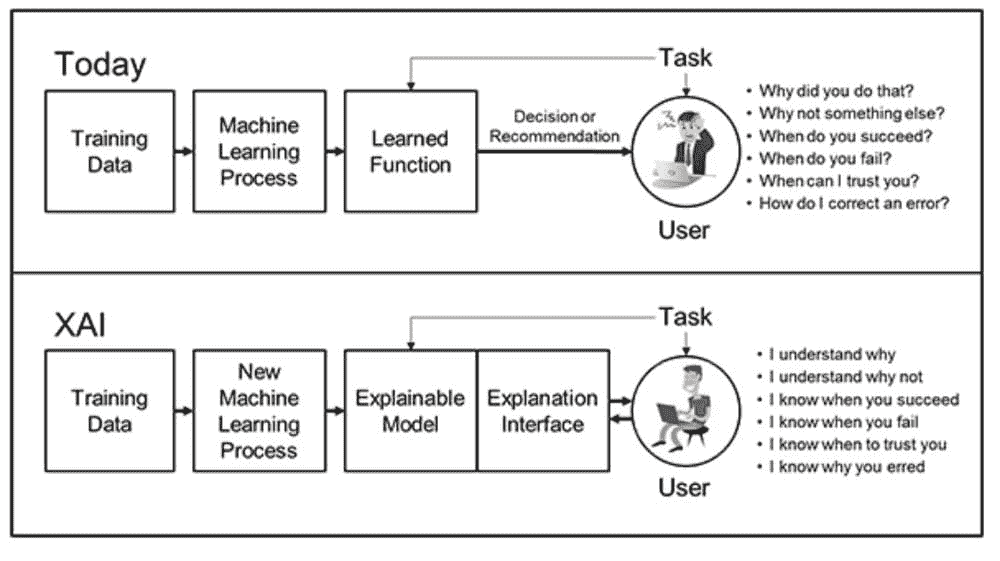 Today
Task
Training
Data
Machine
Learning
Process
Learned
Function
Decision or
Recommendation
User
• Why did you do that?
• Why not something else?
• When do you succeed?
• When do you fail?
• When can I trust you?
• How do I correct an error?
XAI
Task
Training
Data
New
Machine
Learning
Process
Explainable
Model
Explanation
Interface
User
• I understand why
• I understand why not
• I know when you succeed
• I know when you fail
• I know when to trust you
• I know why you erred